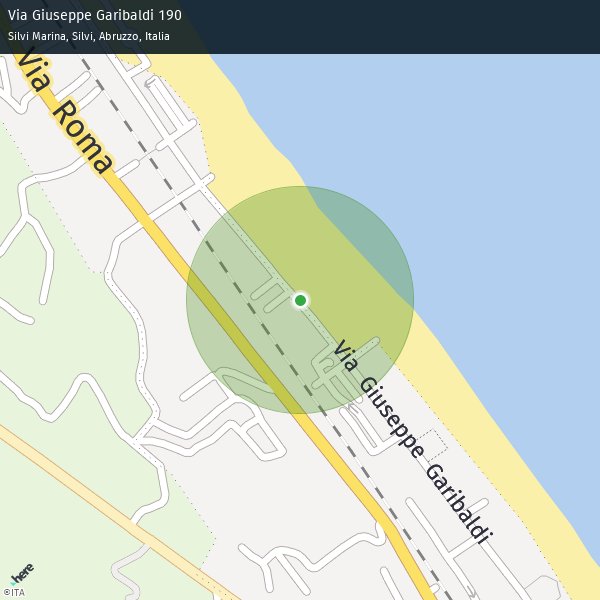 Via Giuseppe Garibaldi 190
Silvi Marina, Silvi, Abruzzo, Italia
Via Roma
Via Giuseppe Garibaldi
here
©ITA